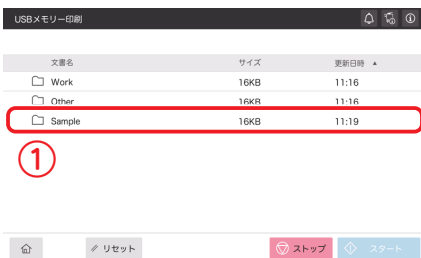 USBメモリー印刷
文書名 サイズ 更新日時 ▲
Work 16KB 11:16
Other 16KB 11:16
Sample 16KB 11:19
①
リセット ストップ スタート